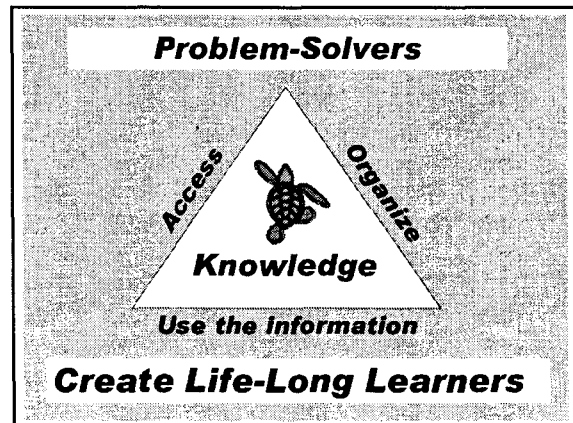 Problem-Solvers
Access
Organize
Knowledge
Use the information
Create Life-Long Learners